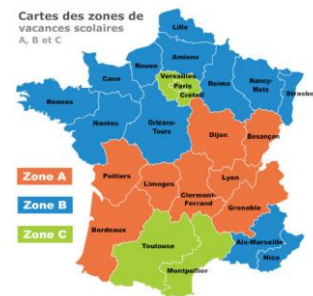 Cartes des zones de
vacances scolaires
A, B et C
Lille
Amiens
Rouen
Caen
Versailles
Paris
Créteil
Reims
Nancy-
Metz
Strasbo
Rennes
Nantes
Orléans-
Tours
Dijon
Besançon
Zone A
Poitiers
Limoges
Clermont-
Ferrand
Lyon
Zone B
Grenoble
Zone C
Bordeaux
Aix-Marseille
Nice
Toulouse
Montpellier